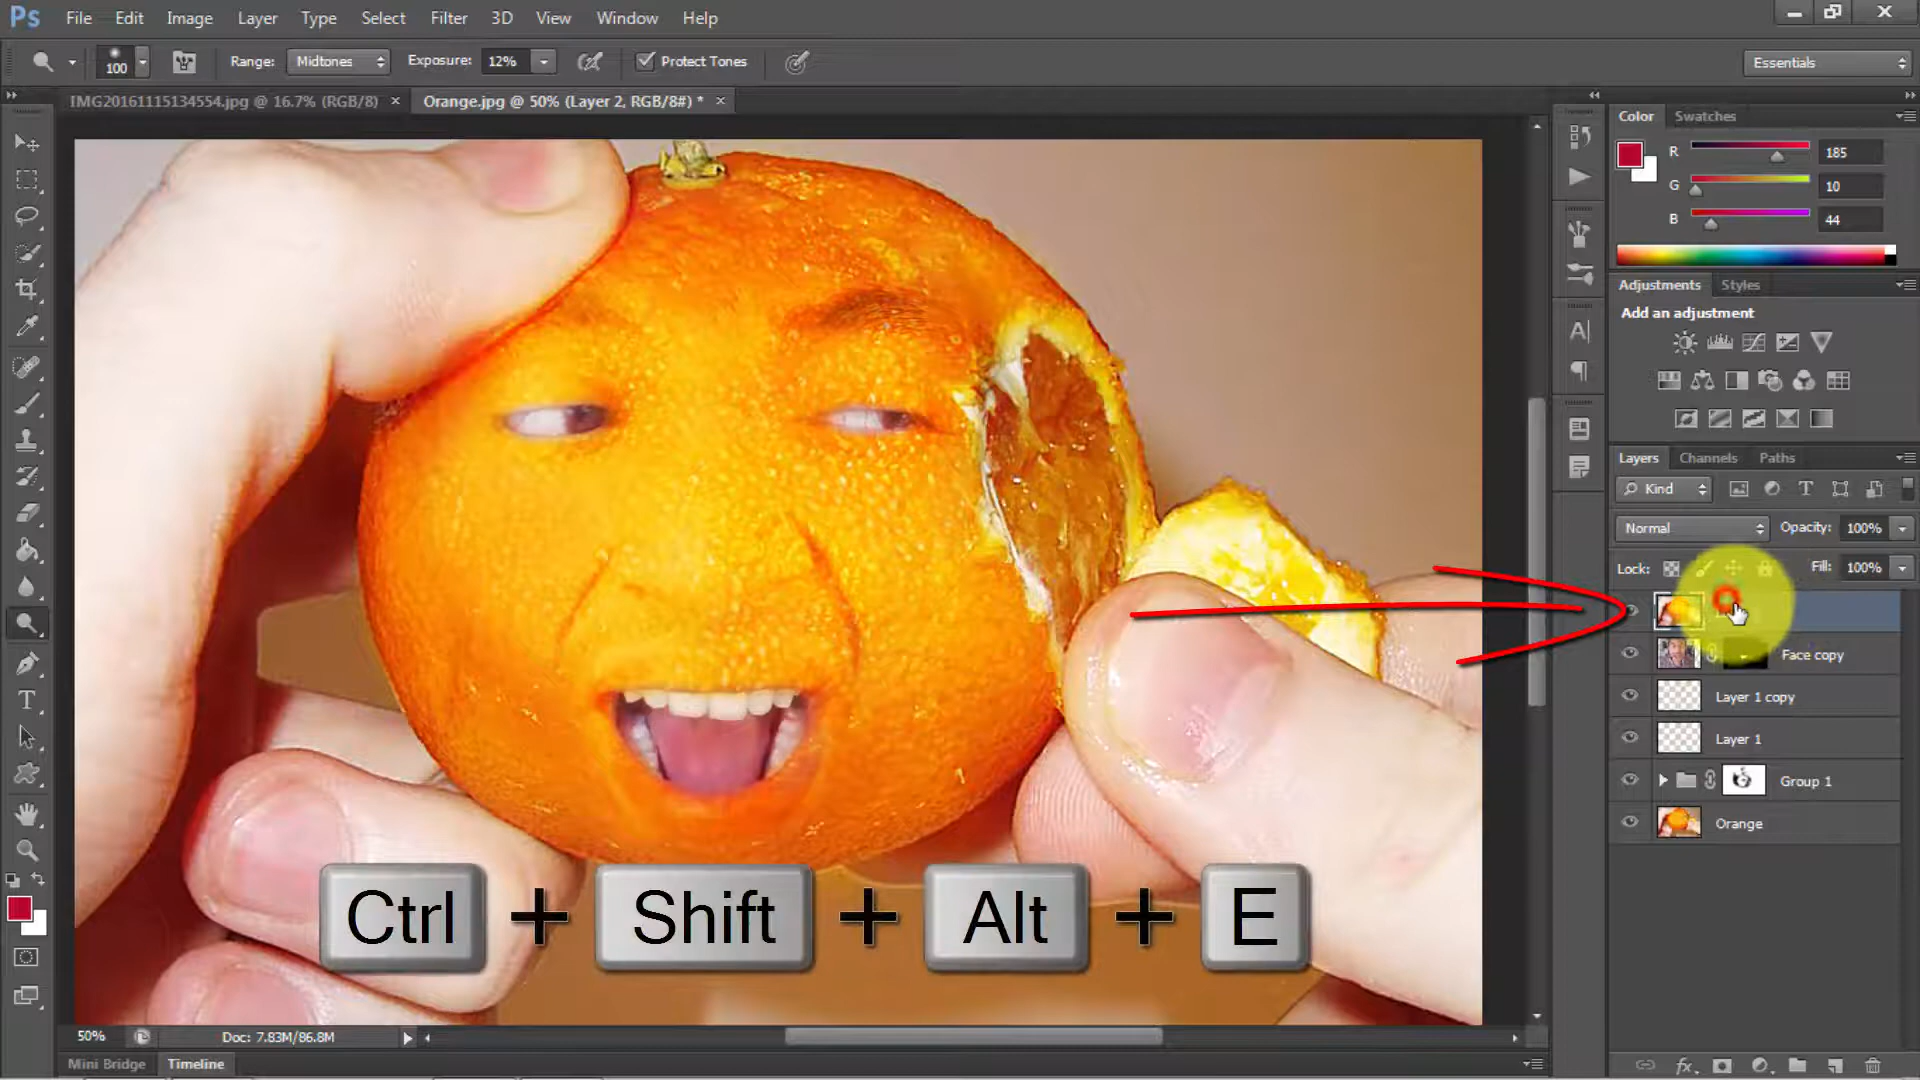 Ps File Edit Image Layer Type Select Filter 3D View Window Help
100 Range: Midtones Exposure: 12% Protect Tones Essentials
IMG20161115134554.jpg @ 16.7% (RGB/8) × Orange.jpg @ 50% (Layer 2, RGB/8#) * ×
Color Swatches
R 185
G 10
B 44
Adjustments Styles
Add an adjustment
Layers Channels Paths
Kind
Normal Opacity: 100%
Lock: Fill: 100%
Face copy
Layer 1 copy
Layer 1
Group 1
Orange
Ctrl + Shift + Alt + E
50% Doc: 7.83M/86.8M
Mini Bridge Timeline